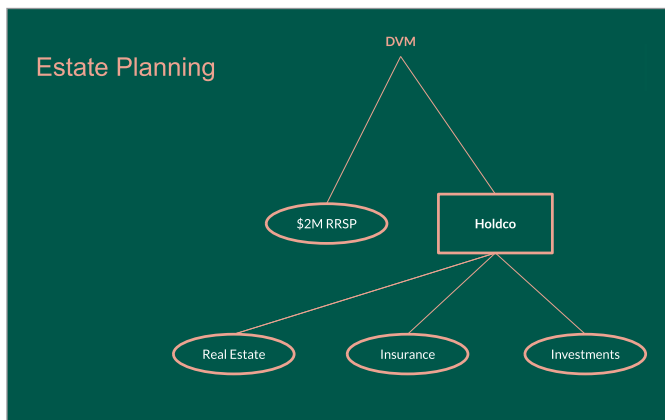 DVM
Estate Planning
$2M RRSP
Holdco
Real Estate
Insurance
Investments